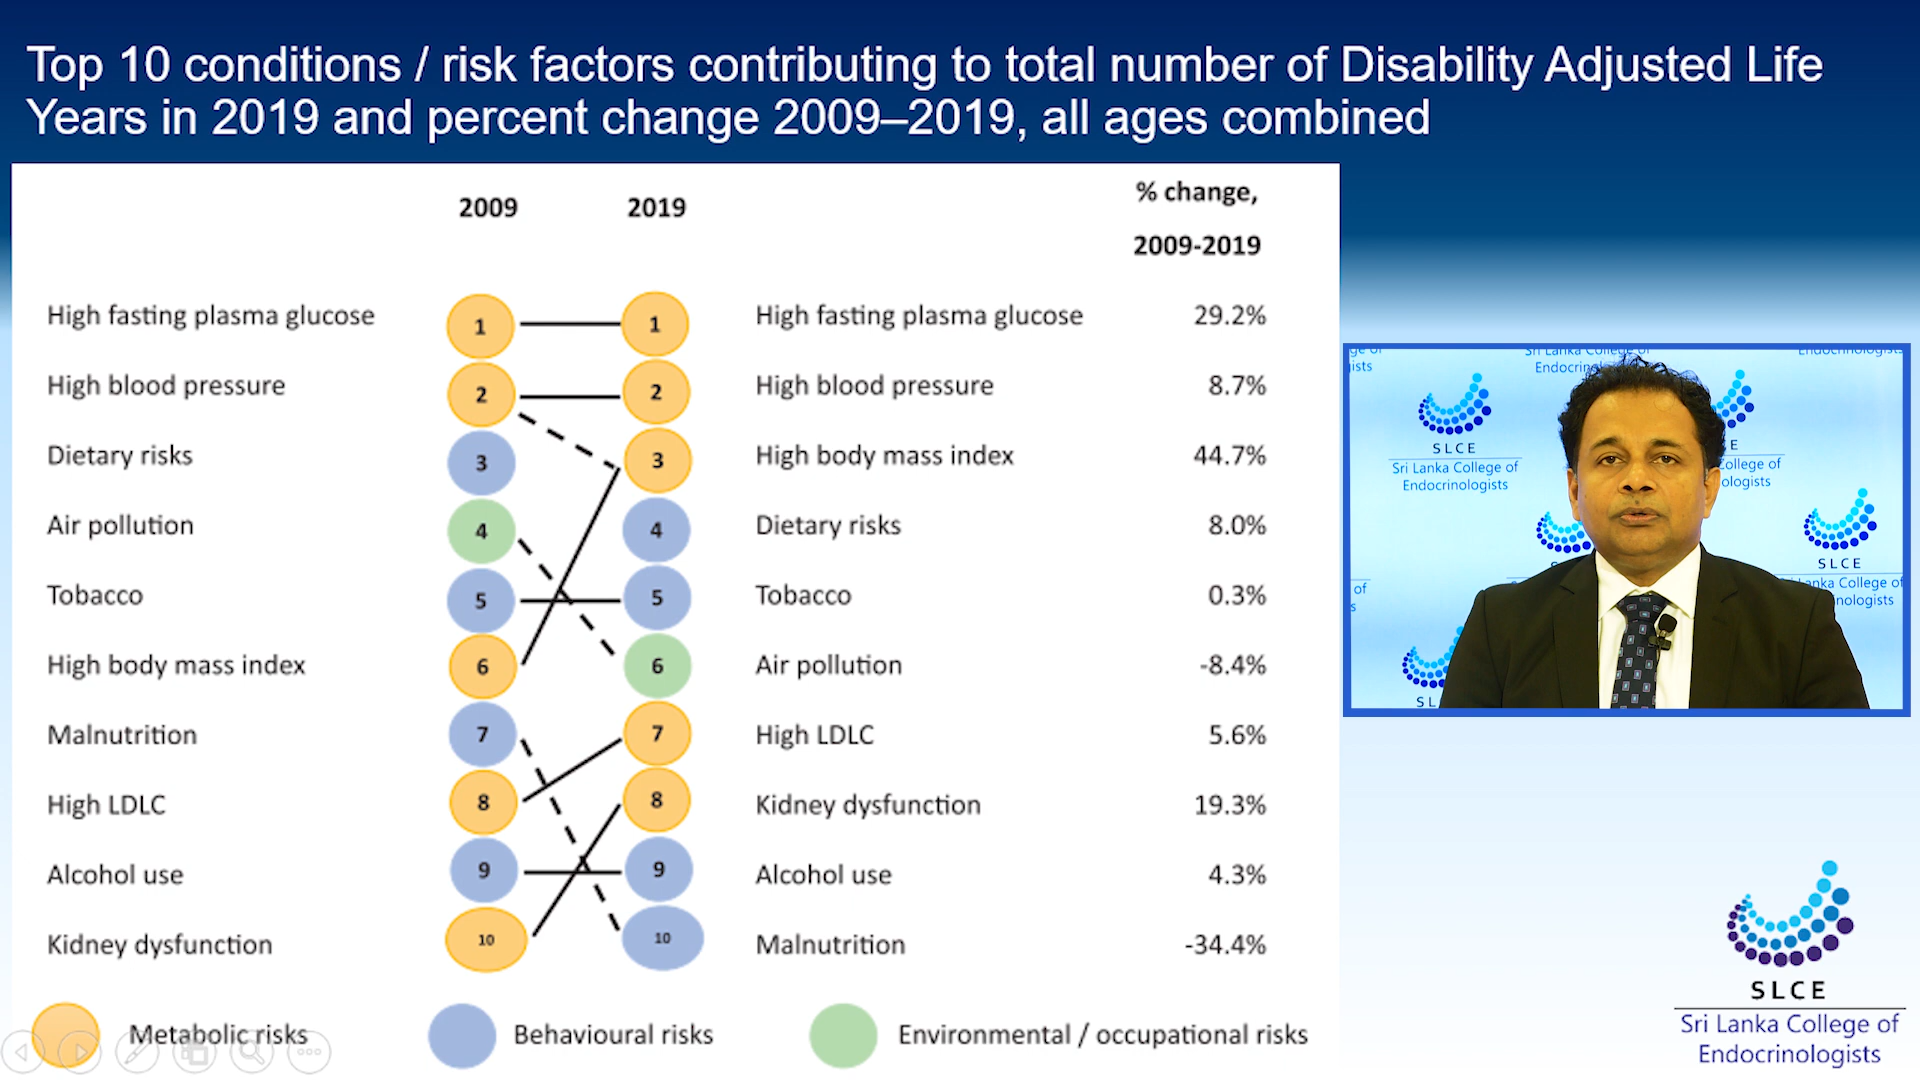 Top 10 conditions / risk factors contributing to total number of Disability Adjusted Life
Years in 2019 and percent change 2009–2019, all ages combined
2009 2019 % change,
2009-2019
High fasting plasma glucose 1 1 High fasting plasma glucose 29.2%
High blood pressure 2 2 High blood pressure 8.7%
Dietary risks 3 3 High body mass index 44.7%
Air pollution 4 4 Dietary risks 8.0%
Tobacco 5 5 Tobacco 0.3%
High body mass index 6 6 Air pollution -8.4%
Malnutrition 7 7 High LDLC 5.6%
High LDLC 8 8 Kidney dysfunction 19.3%
Alcohol use 9 9 Alcohol use 4.3%
Kidney dysfunction 10 10 Malnutrition -34.4%
Metabolic risks Behavioural risks Environmental / occupational risks
SLCE
Sri Lanka College of
Endocrinologists
SLCE
Sri Lanka College of
Endocrinologists